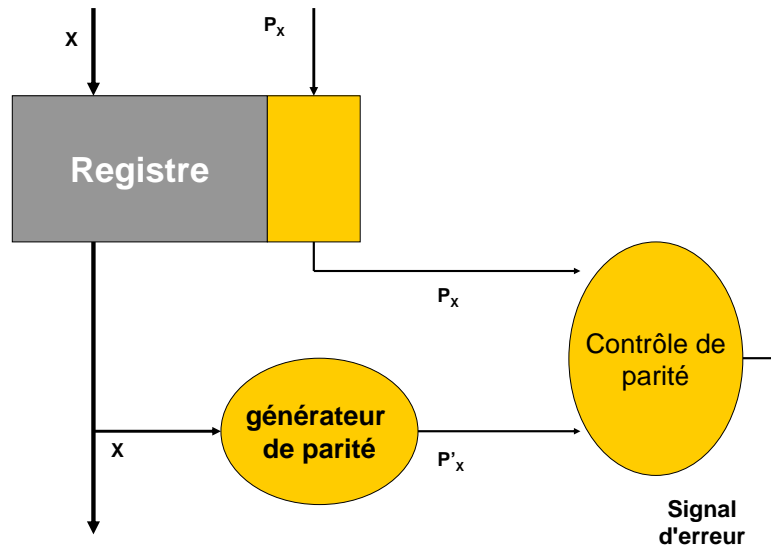 X
Pₓ
Registre
Pₓ
Contrôle de
parité
générateur
de parité
X
P'ₓ
Signal
d'erreur